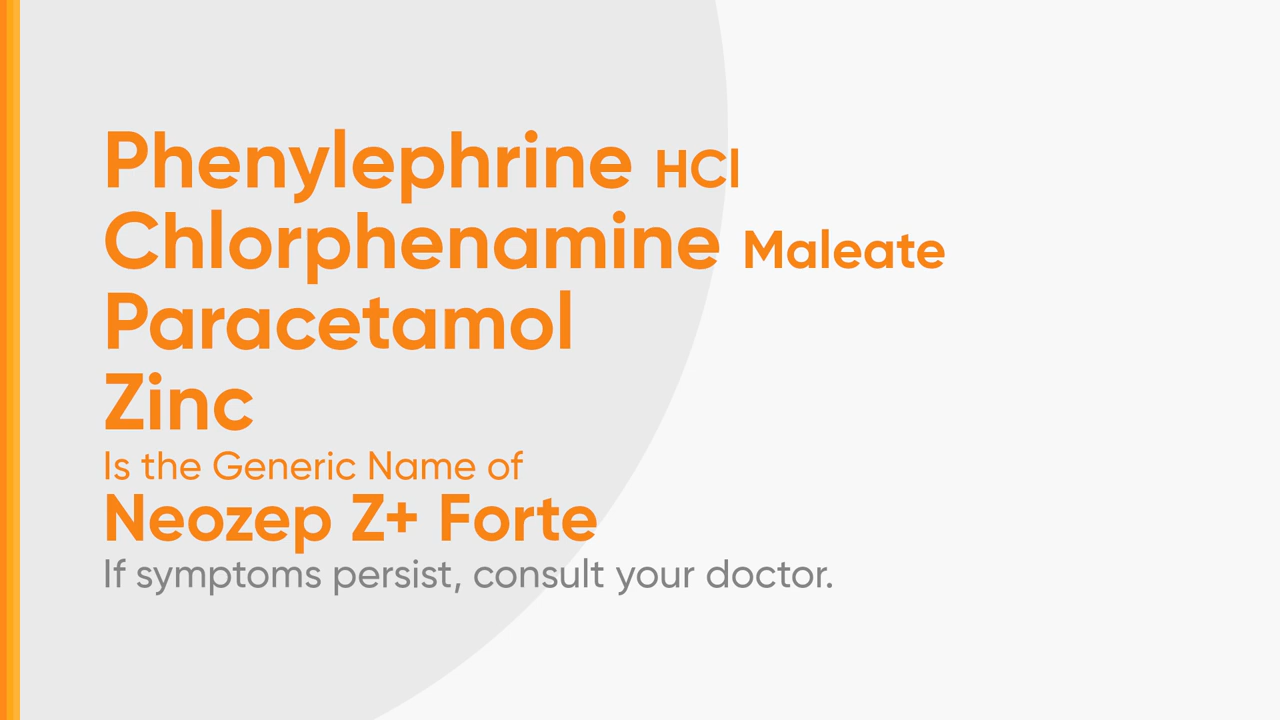 Phenylephrine HCl
Chlorphenamine Maleate
Paracetamol
Zinc
Is the Generic Name of
Neozep Z+ Forte
If symptoms persist, consult your doctor.